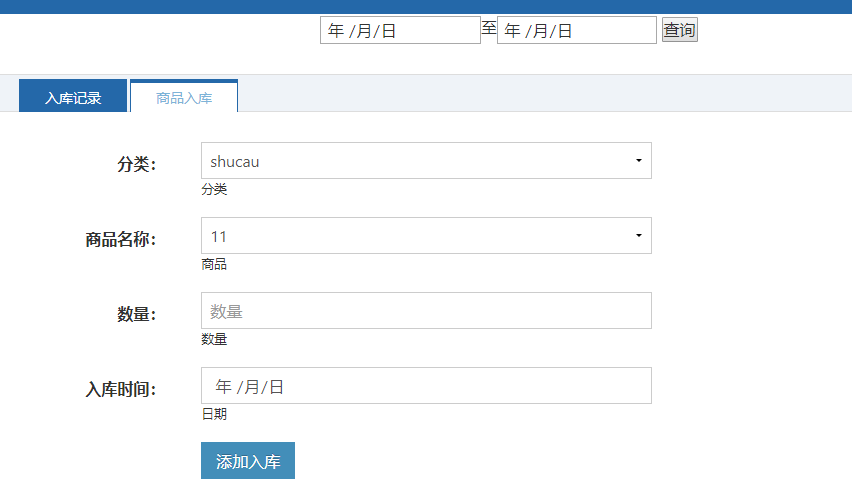 年 /月/日 至 年 /月/日 查询
入库记录 商品入库
分类： shucau
分类
商品名称： 11
商品
数量： 数量
数量
入库时间： 年 /月/日
日期
添加入库